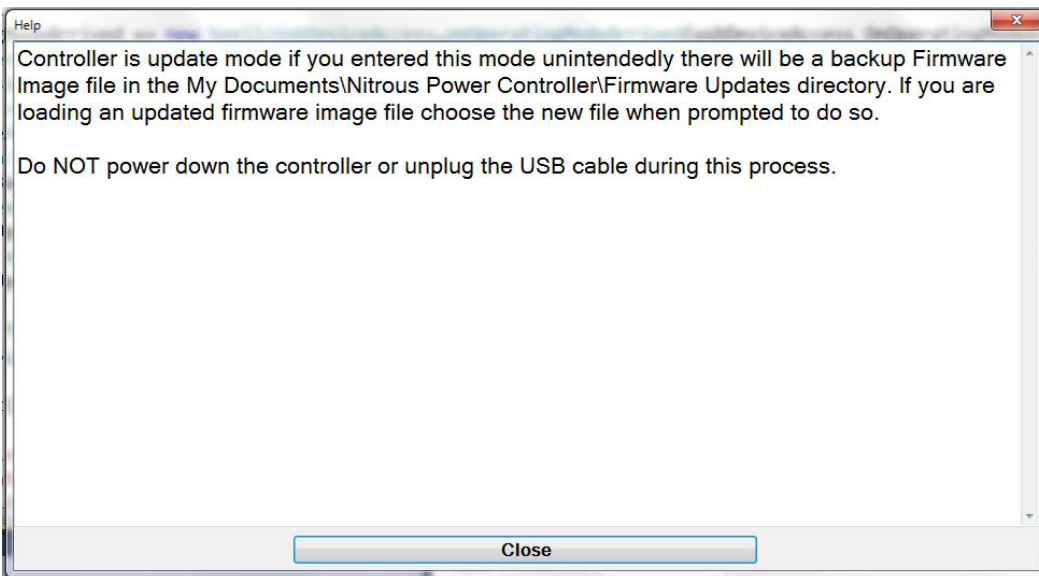 Help
Controller is update mode if you entered this mode unintendedly there will be a backup Firmware
Image file in the My Documents\Nitrous Power Controller\Firmware Updates directory. If you are
loading an updated firmware image file choose the new file when prompted to do so.
Do NOT power down the controller or unplug the USB cable during this process.
Close